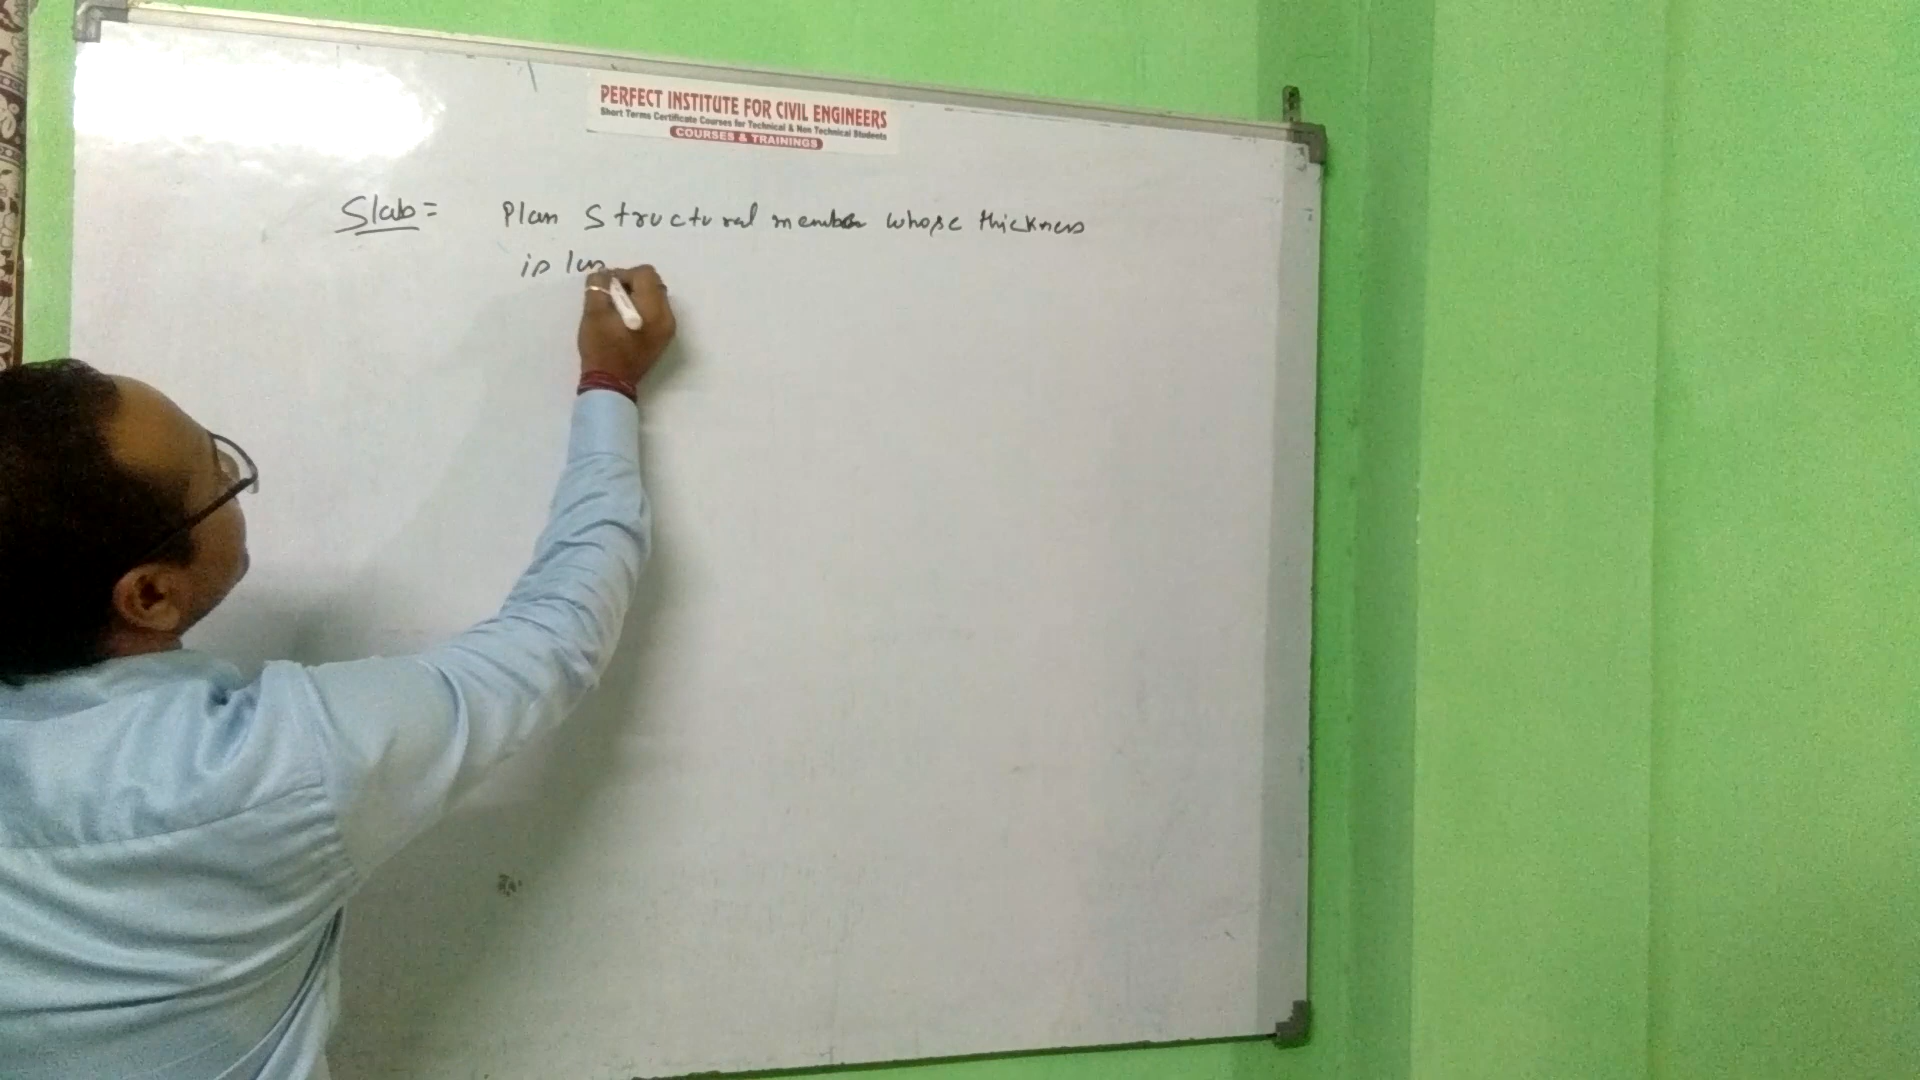 PERFECT INSTITUTE FOR CIVIL ENGINEERS
Short Terms Certificate Courses for Technical & Non Technical Students
COURSES & TRAININGS
Slab = Plan Structural member whose thickness
is less